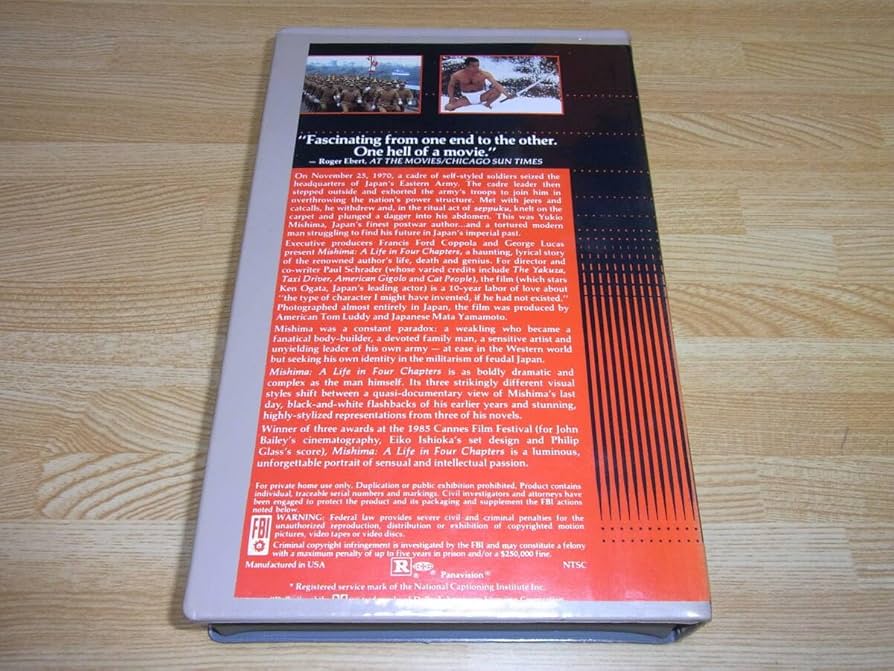 "Fascinating from one end to the other.
One hell of a movie."
— Roger Ebert, AT THE MOVIES/CHICAGO SUN TIMES
On November 25, 1970, a cadre of self-styled soldiers seized the
headquarters of Japan's Eastern Army. The cadre leader then
stepped outside and exhorted the army's troops to join him in
overthrowing the nation's power structure. Met with jeers and
catcalls, he withdrew and, in the ritual act of seppuku, knelt on the
carpet and plunged a dagger into his abdomen. This was Yukio
Mishima, Japan's finest postwar author...and a tortured modern
man struggling to find his future in Japan's imperial past.
Executive producers Francis Ford Coppola and George Lucas
present Mishima: A Life in Four Chapters, a haunting, lyrical story
of the renowned author's life, death and genius. For director and
co-writer Paul Schrader (whose varied credits include The Yakuza,
Taxi Driver, American Gigolo and Cat People), the film (which stars
Ken Ogata, Japan's leading actor) is a 10-year labor of love about
"the type of character I might have invented, if he had not existed."
Photographed almost entirely in Japan, the film was produced by
American Tom Luddy and Japanese Mata Yamamoto.
Mishima was a constant paradox: a weakling who became a
fanatical body-builder, a devoted family man, a sensitive artist and
unyielding leader of his own army — at ease in the Western world
but seeking his own identity in the militarism of feudal Japan.
Mishima: A Life in Four Chapters is as boldly dramatic and
complex as the man himself. Its three strikingly different visual
styles shift between a quasi-documentary view of Mishima's last
day, black-and-white flashbacks of his earlier years and stunning,
highly-stylized representations from three of his novels.
Winner of three awards at the 1985 Cannes Film Festival (for John
Bailey's cinematography, Eiko Ishioka's set design and Philip
Glass's score), Mishima: A Life in Four Chapters is a luminous,
unforgettable portrait of sensual and intellectual passion.
For private home use only. Duplication or public exhibition prohibited. Product contains
individual, traceable serial numbers and markings. Civil investigators and attorneys have
been engaged to protect the product and its packaging and supplement the FBI actions
noted below.
FBI WARNING: Federal law provides severe civil and criminal penalties for the
unauthorized reproduction, distribution or exhibition of copyrighted motion
pictures, video tapes or video discs.
Criminal copyright infringement is investigated by the FBI and may constitute a felony
with a maximum penalty of up to five years in prison and/or a $250,000 fine.
Manufactured in USA R Panavision® NTSC
* Registered service mark of the National Captioning Institute Inc.